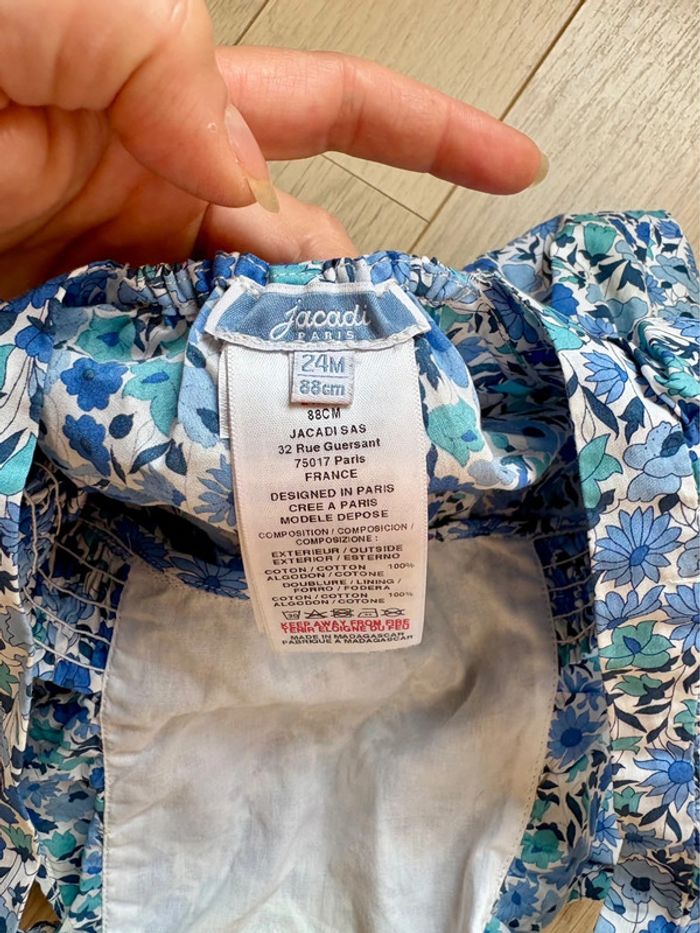 Jacadi
PARIS
24M
88cm
88CM
JACADI SAS
32 Rue Guersant
75017 Paris
FRANCE
DESIGNED IN PARIS
CREE A PARIS
MODELE DEPOSE
COMPOSITION / COMPOSICION /
COMPOSIZIONE :
EXTERIEUR / OUTSIDE
EXTERIOR / ESTERNO
COTON / COTTON 100%
ALGODON / COTONE
DOUBLURE / LINING /
FORRO / FODERA
COTON / COTTON 100%
ALGODON / COTONE
KEEP AWAY FROM FIRE
TENIR ELOIGNE DU FEU
MADE IN MADAGASCAR
FABRIQUE A MADAGASCAR